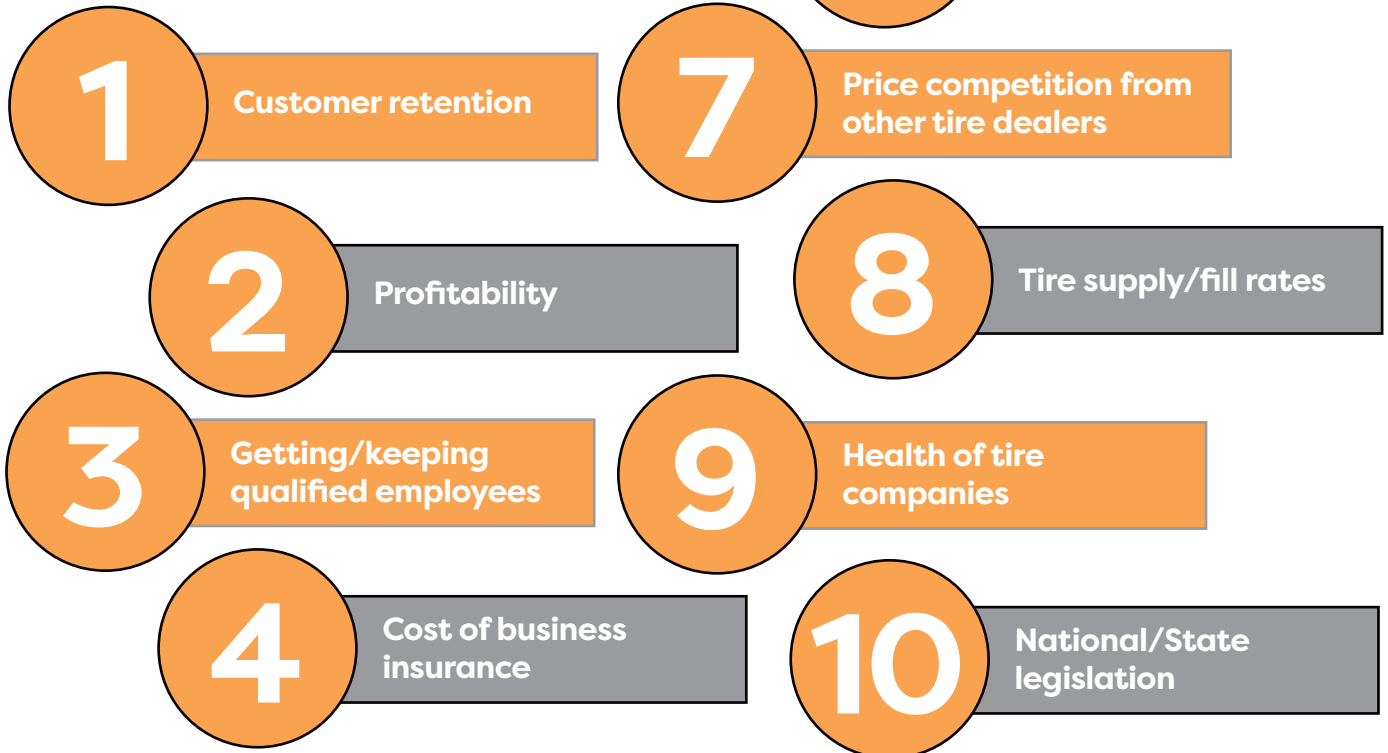 1
Customer retention
2
Profitability
3
Getting/keeping
qualified employees
4
Cost of business
insurance
7
Price competition from
other tire dealers
8
Tire supply/fill rates
9
Health of tire
companies
10
National/State
legislation